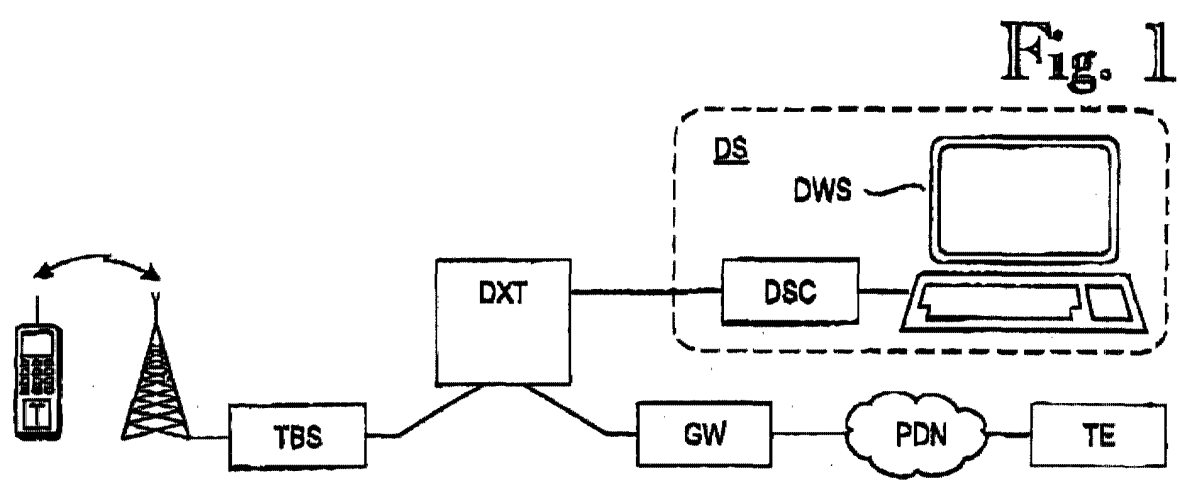 Fig. 1
DS
DWS
DXT
DSC
T
TBS
GW
PDN
TE